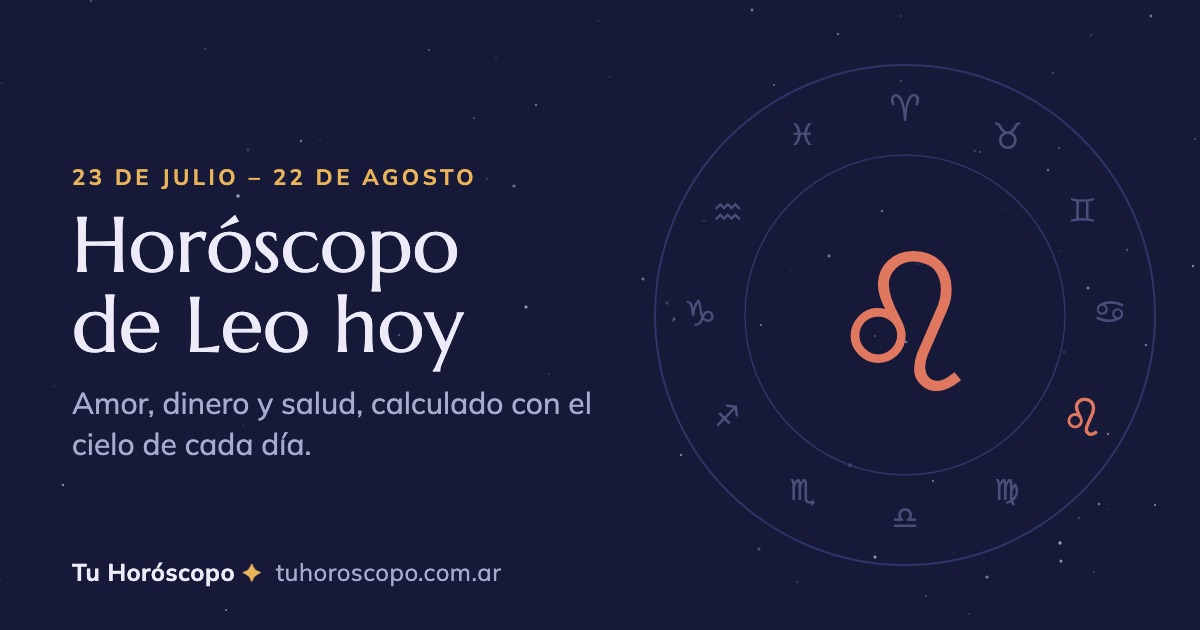 23 DE JULIO – 22 DE AGOSTO
Horóscopo
de Leo hoy
Amor, dinero y salud, calculado con el
cielo de cada día.
Tu Horóscopo ✦ tuhoroscopo.com.ar